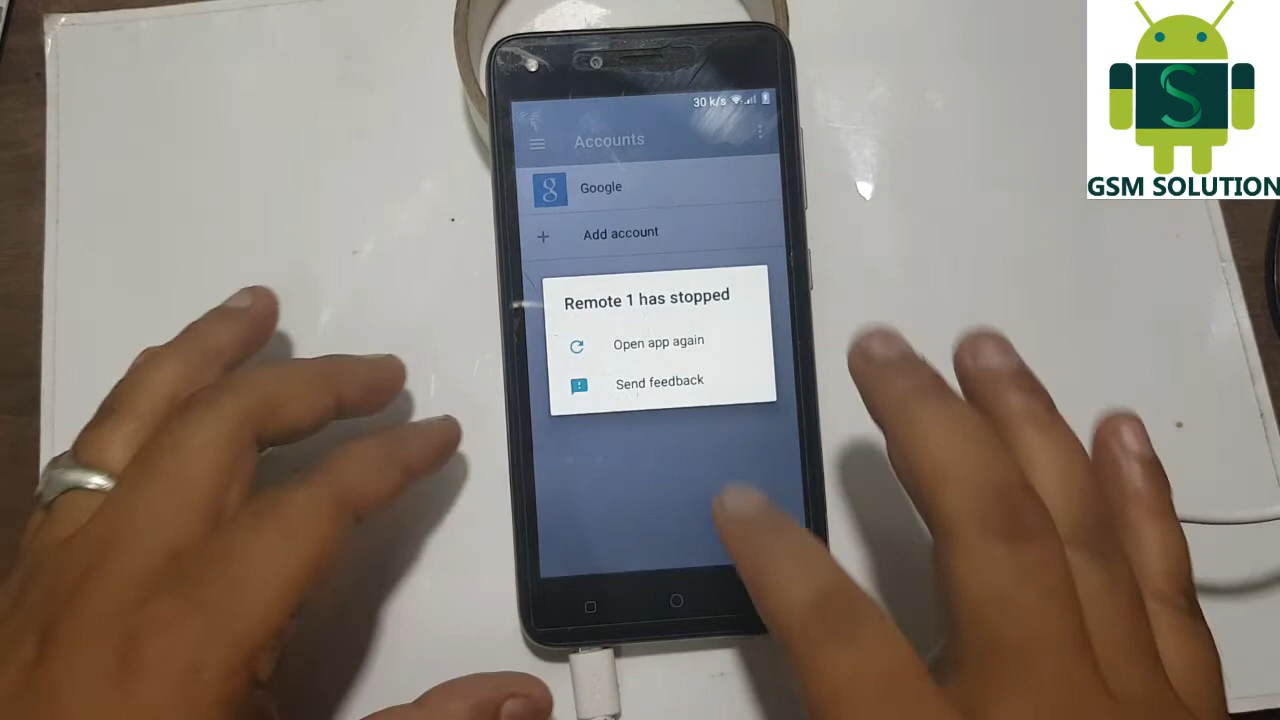 30 k/s
Accounts
g
Google
+ Add account
Remote 1 has stopped
Open app again
Send feedback
S
GSM SOLUTION